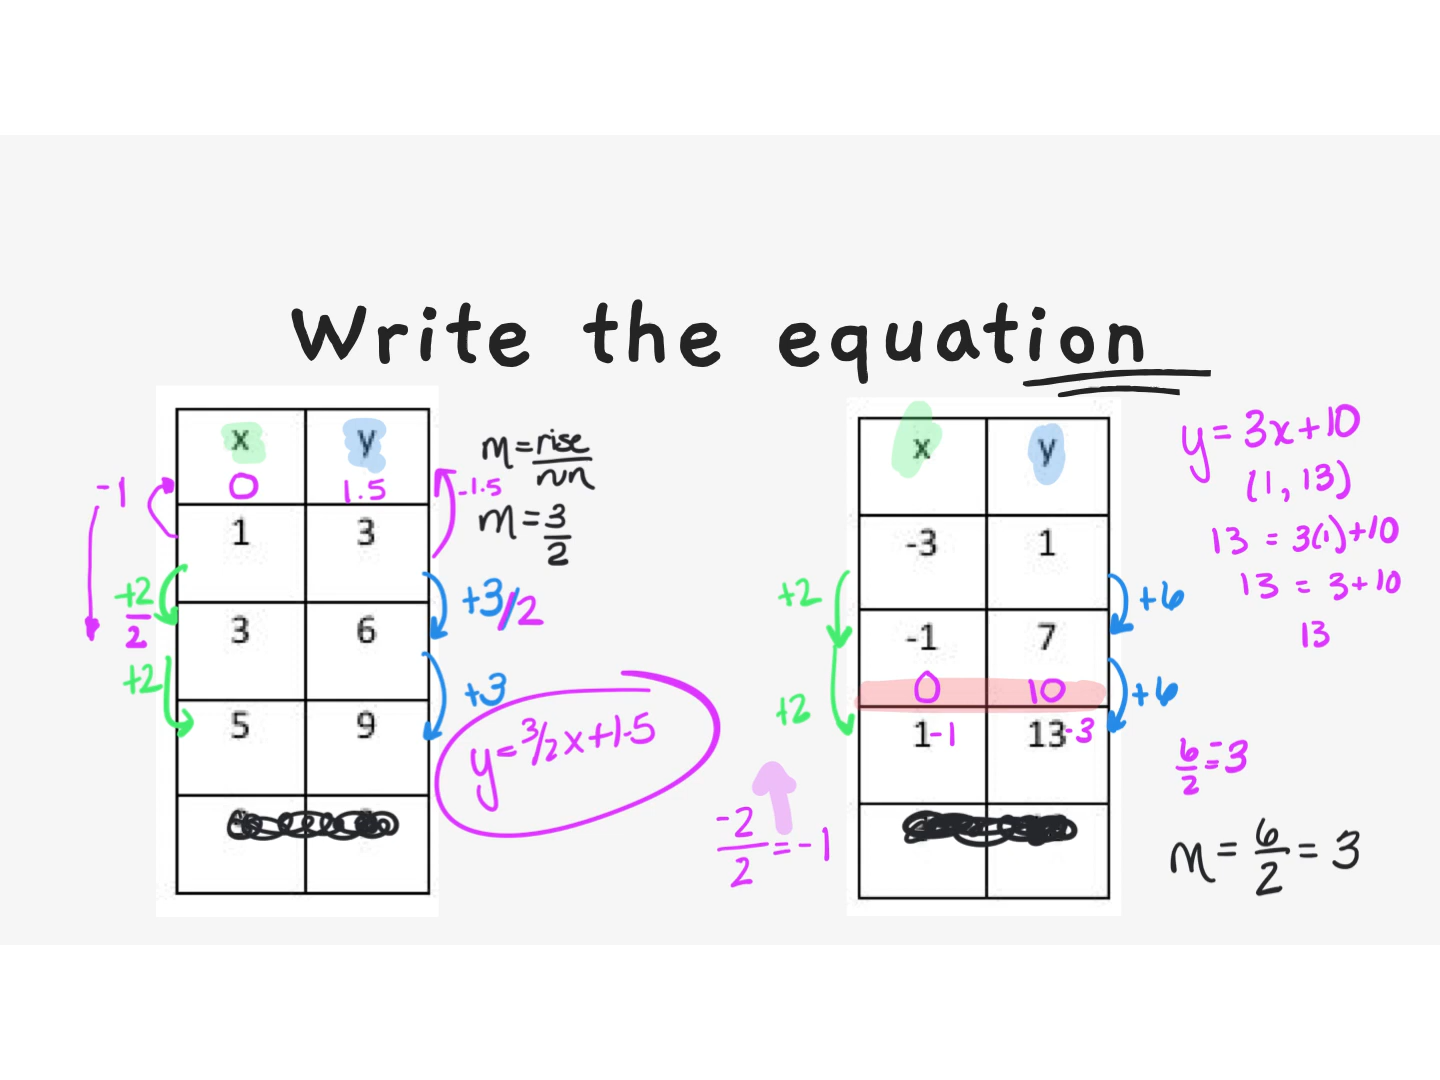 Write the equation
x y
0 1.5
-1
-1.5
1 3
+2
2
+3/2
3 6
+2
+3
5 9
m = rise
run
m = 3
2
y = 3/2 x + 1.5
x y
-3 1
+2
+6
-1 7
0 10
+2
+6
1 -1 13 -3
-2
2 = -1
y = 3x + 10
(1, 13)
13 = 3(1) + 10
13 = 3 + 10
13
6
2 = 3
m = 6
2 = 3